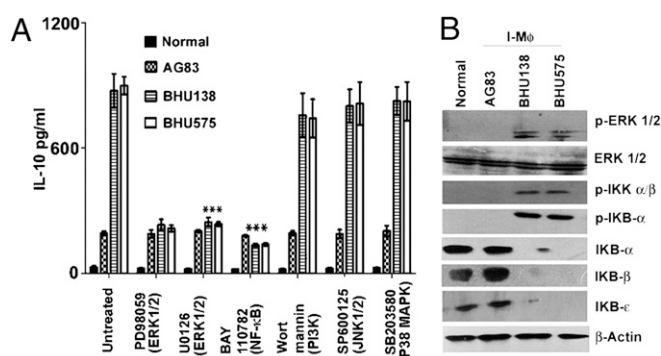 A
1200
900
600
300
0
IL-10 pg/ml
Normal
AG83
BHU138
BHU575
***
***
Untreated
PD98059
(ERK1/2)
U0126
(ERK1/2)
BAY
110782
(NF-κB)
Wort
mannin
(PI3K)
SP600125
(JNK1/2)
SB203580
P38 MAPK)
B
I-Mφ
Normal
AG83
BHU138
BHU575
p-ERK 1/2
ERK 1/2
p-IKK α/β
p-IKB-α
IKB-α
IKB-β
IKB-ε
β-Actin